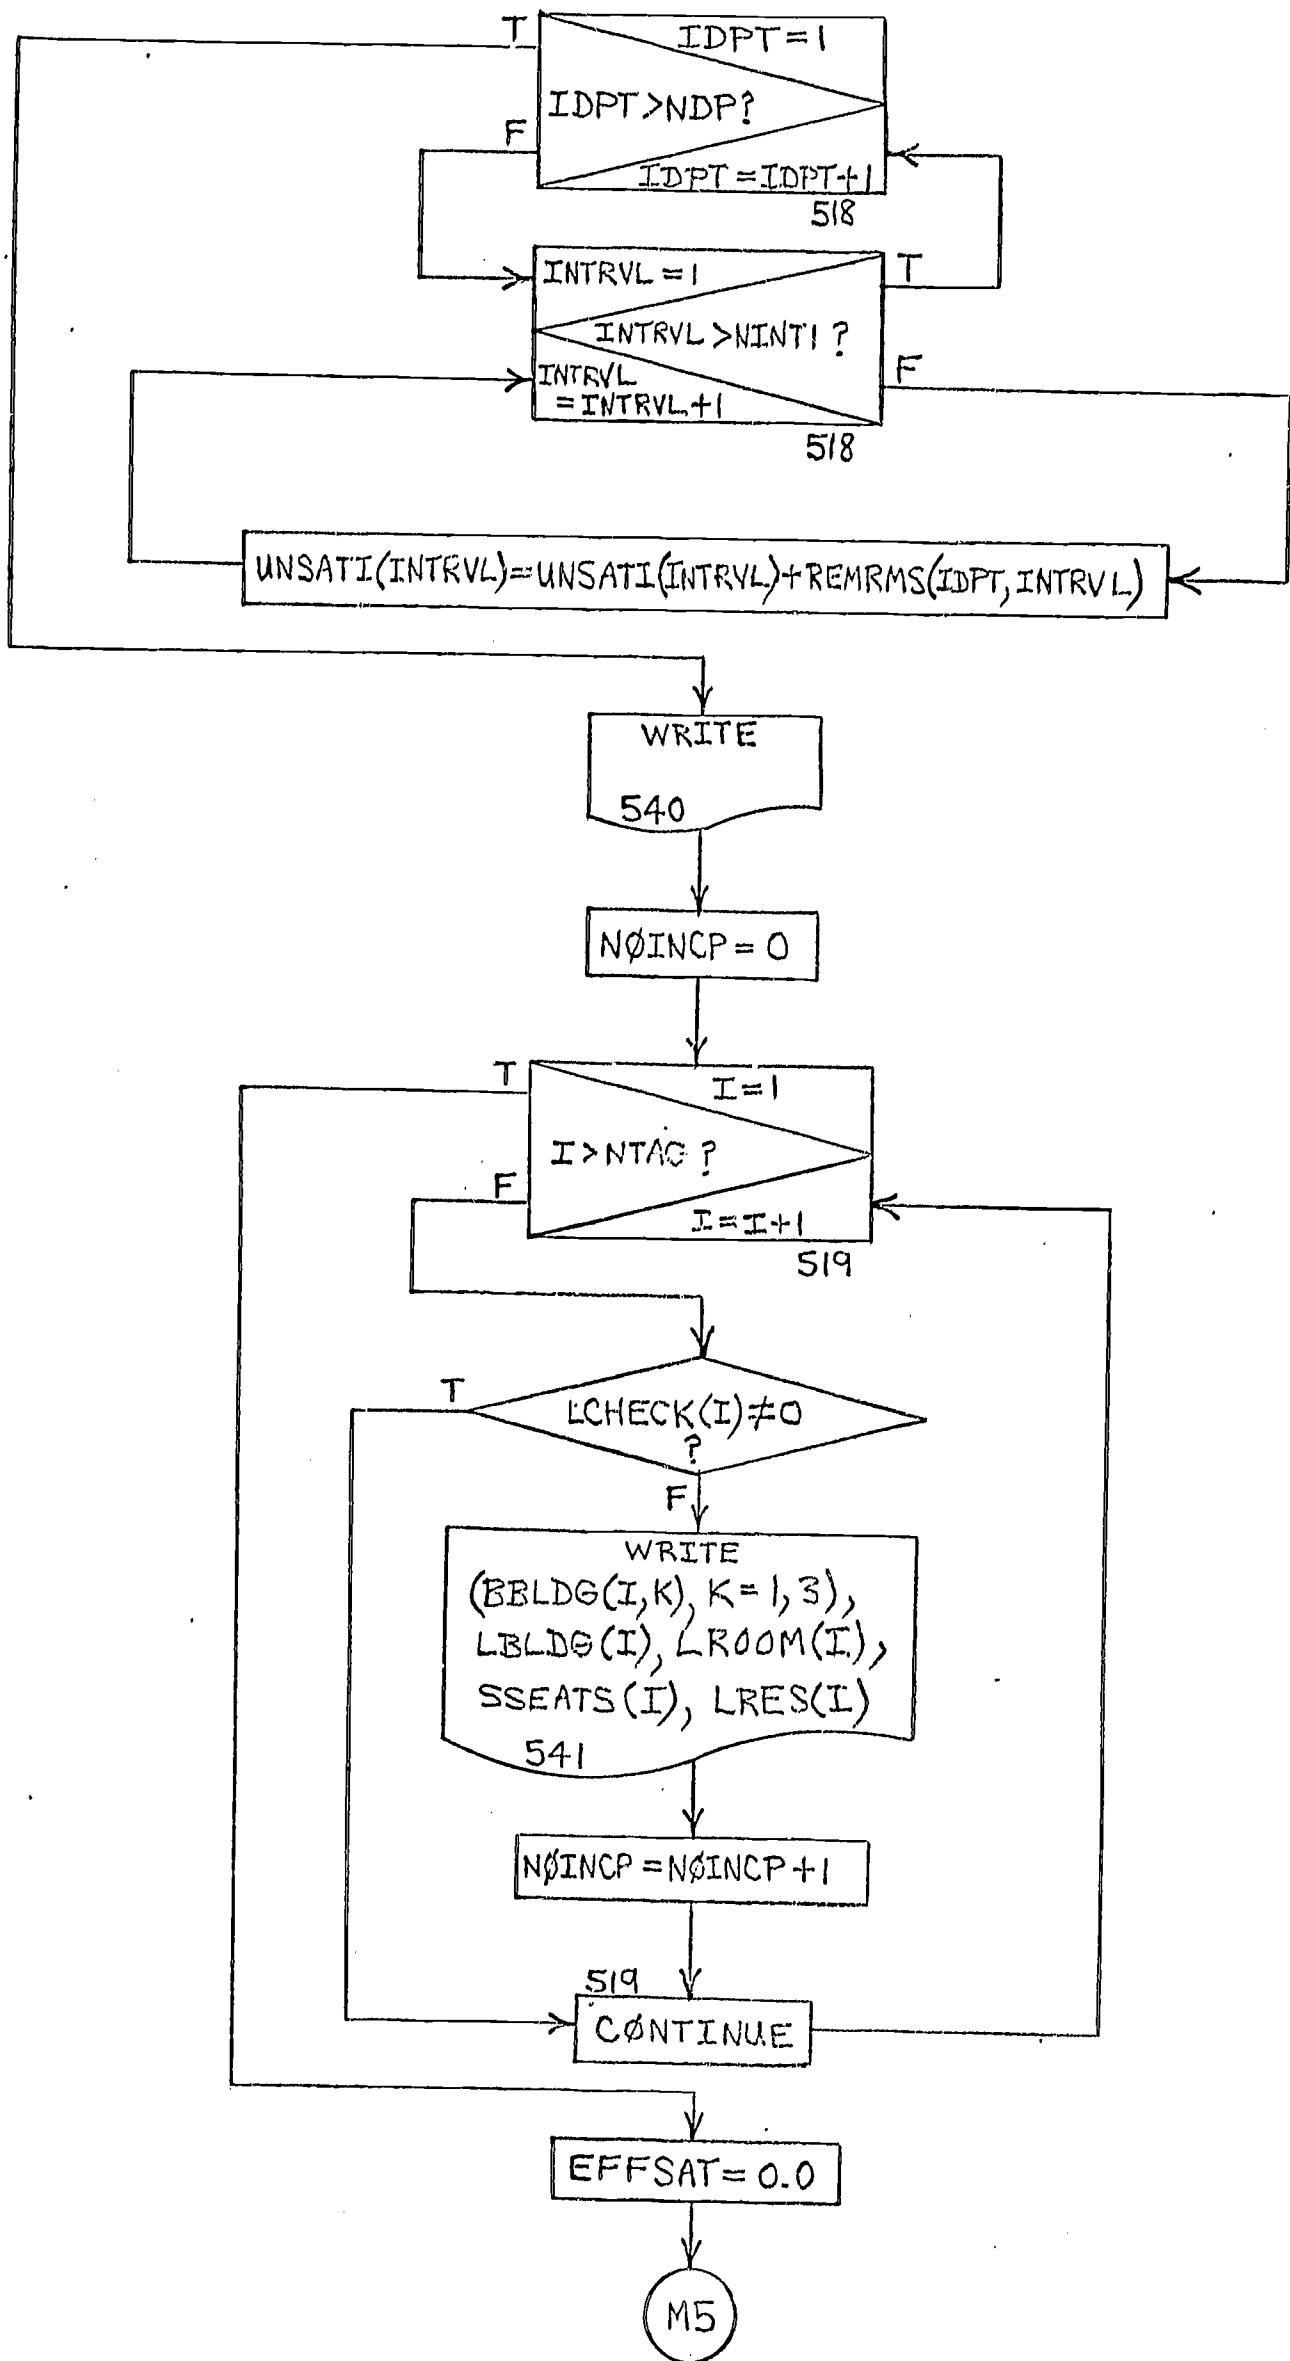 T
IDPT=1
IDPT>NDP?
F
IDPT=IDPT+1
518
INTRVL=1
T
INTRVL>NINTI?
F
INTRVL
=INTRVL+1
518
UNSATI(INTRVL)=UNSATI(INTRVL)+REMRMS(IDPT,INTRVL)
WRITE
540
NØINCP=0
T
I=1
I>NTAG?
F
I=I+1
519
T
LCHECK(I)≠0
?
F
WRITE
(BBLDG(I,K),K=1,3),
LBLDG(I),LROOM(I),
SSEATS(I),LRES(I)
541
NØINCP=NØINCP+1
519
CØNTINUE
EFFSAT=0.0
M5